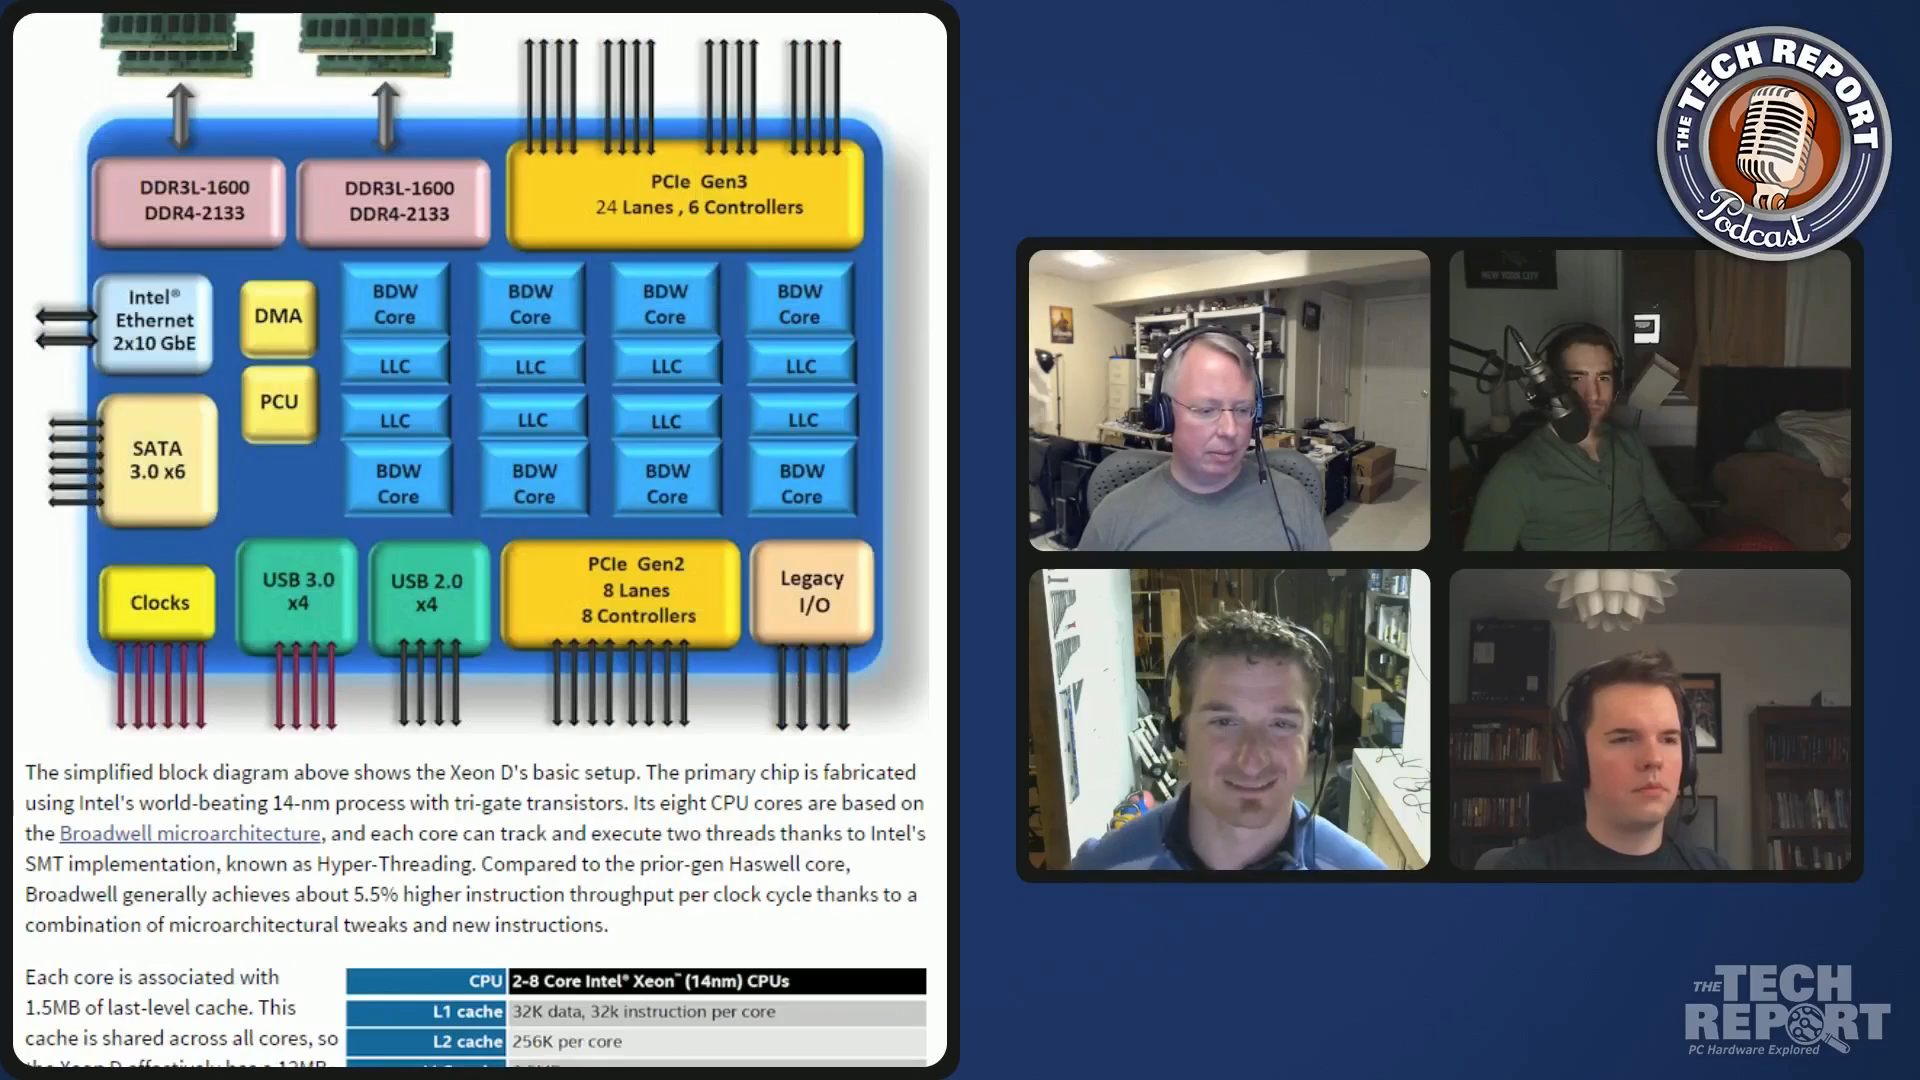 DDR3L-1600
DDR4-2133
DDR3L-1600
DDR4-2133
PCIe Gen3
24 Lanes , 6 Controllers
Intel®
Ethernet
2x10 GbE
DMA
PCU
SATA
3.0 x6
BDW
Core
BDW
Core
BDW
Core
BDW
Core
LLC
LLC
LLC
LLC
LLC
LLC
LLC
LLC
BDW
Core
BDW
Core
BDW
Core
BDW
Core
Clocks
USB 3.0
x4
USB 2.0
x4
PCIe Gen2
8 Lanes
8 Controllers
Legacy
I/O
The simplified block diagram above shows the Xeon D's basic setup. The primary chip is fabricated
using Intel's world-beating 14-nm process with tri-gate transistors. Its eight CPU cores are based on
the Broadwell microarchitecture, and each core can track and execute two threads thanks to Intel's
SMT implementation, known as Hyper-Threading. Compared to the prior-gen Haswell core,
Broadwell generally achieves about 5.5% higher instruction throughput per clock cycle thanks to a
combination of microarchitectural tweaks and new instructions.
Each core is associated with
1.5MB of last-level cache. This
cache is shared across all cores, so
the Xeon D effectively has a 12MB
CPU 2-8 Core Intel® Xeon™ (14nm) CPUs
L1 cache 32K data, 32k instruction per core
L2 cache 256K per core
THE TECH REPORT
Podcast
NEW YORK CITY
THE TECH
REPORT
PC Hardware Explored